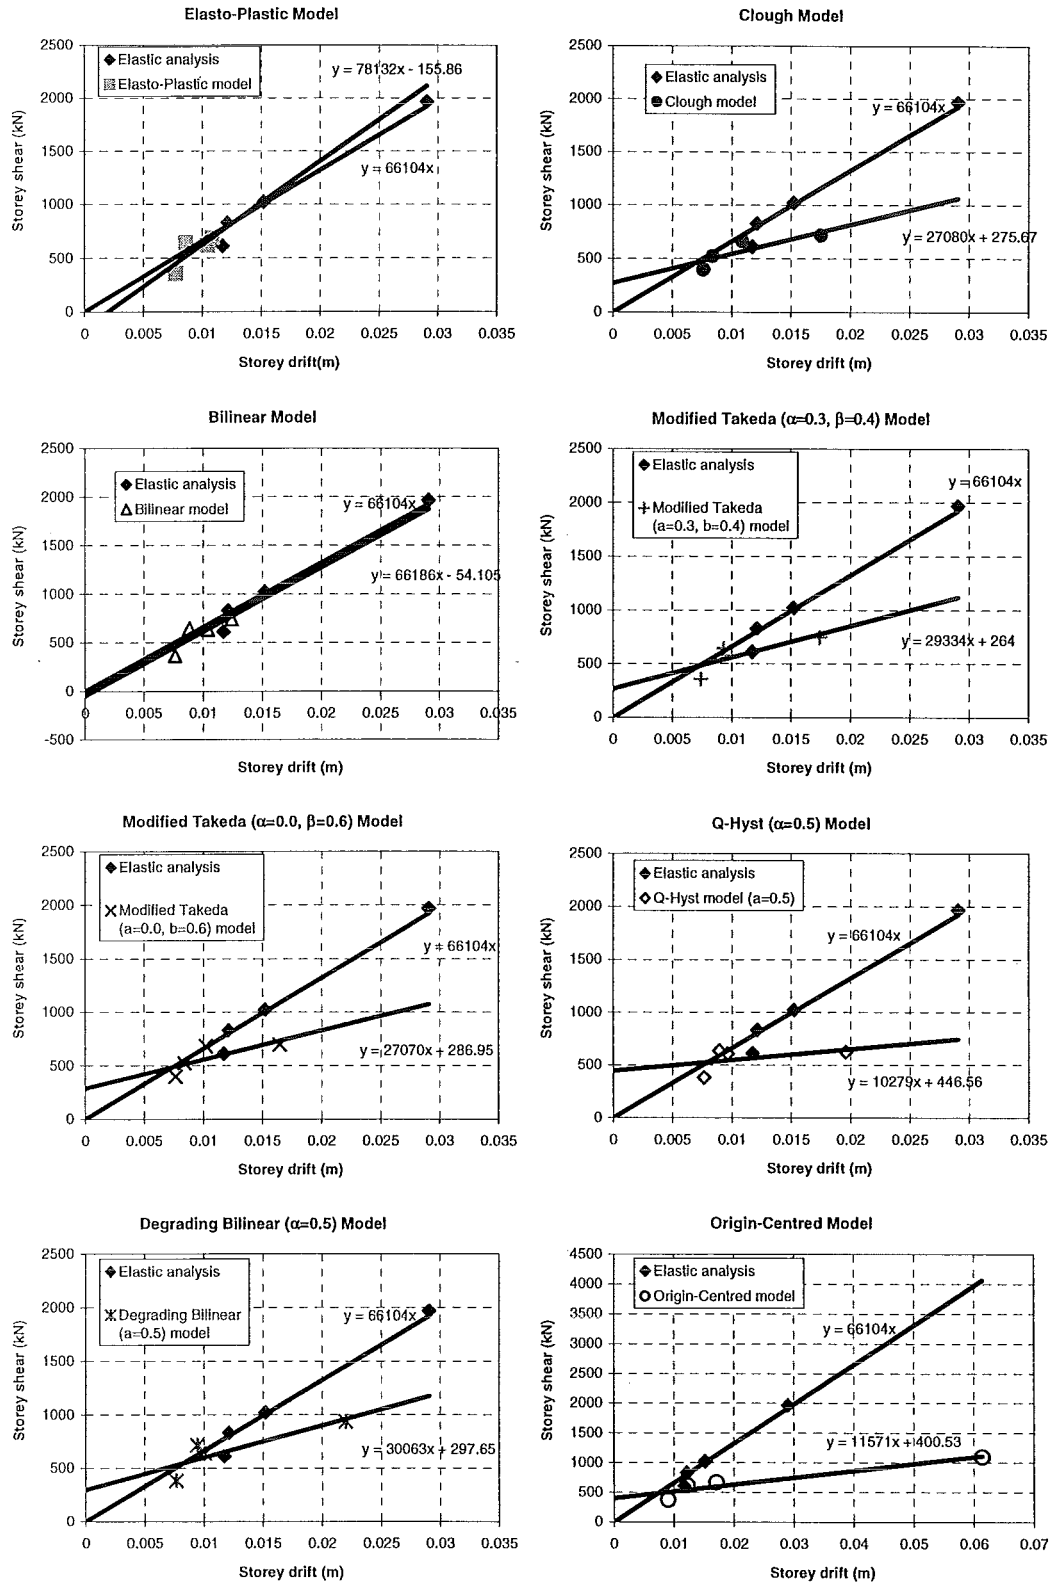 Elasto-Plastic Model
2500
2000
1500
1000
500
0
Storey shear (kN)
Elastic analysis
Elasto-Plastic model
y = 78132x - 155.86
y = 66104x
0 0.005 0.01 0.015 0.02 0.025 0.03 0.035
Storey drift(m)
Clough Model
2500
2000
1500
1000
500
0
Storey shear (kN)
Elastic analysis
Clough model
y = 66104x
y = 27080x + 275.67
0 0.005 0.01 0.015 0.02 0.025 0.03 0.035
Storey drift (m)
Bilinear Model
2500
2000
1500
1000
500
0
-500
Storey shear (kN)
Elastic analysis
Bilinear model
y = 66104x
y = 66186x - 54.105
0 0.005 0.01 0.015 0.02 0.025 0.03 0.035
Storey drift (m)
Modified Takeda (α=0.3, β=0.4) Model
2500
2000
1500
1000
500
0
Storey shear (kN)
Elastic analysis
Modified Takeda
(a=0.3, b=0.4) model
y = 66104x
y = 29334x + 264
0 0.005 0.01 0.015 0.02 0.025 0.03 0.035
Storey drift (m)
Modified Takeda (α=0.0, β=0.6) Model
2500
2000
1500
1000
500
0
Storey shear (kN)
Elastic analysis
Modified Takeda
(a=0.0, b=0.6) model
y = 66104x
y = 27070x + 286.95
0 0.005 0.01 0.015 0.02 0.025 0.03 0.035
Storey drift (m)
Q-Hyst (α=0.5) Model
2500
2000
1500
1000
500
0
Storey shear (kN)
Elastic analysis
Q-Hyst model (a=0.5)
y = 66104x
y = 10279x + 446.56
0 0.005 0.01 0.015 0.02 0.025 0.03 0.035
Storey drift (m)
Degrading Bilinear (α=0.5) Model
2500
2000
1500
1000
500
0
Storey shear (kN)
Elastic analysis
Degrading Bilinear
(a=0.5) model
y = 66104x
y = 30063x + 297.65
0 0.005 0.01 0.015 0.02 0.025 0.03 0.035
Storey drift (m)
Origin-Centred Model
4500
4000
3500
3000
2500
2000
1500
1000
500
0
Storey shear (kN)
Elastic analysis
Origin-Centred model
y = 66104x
y = 11571x + 400.53
0 0.01 0.02 0.03 0.04 0.05 0.06 0.07
Storey drift (m)